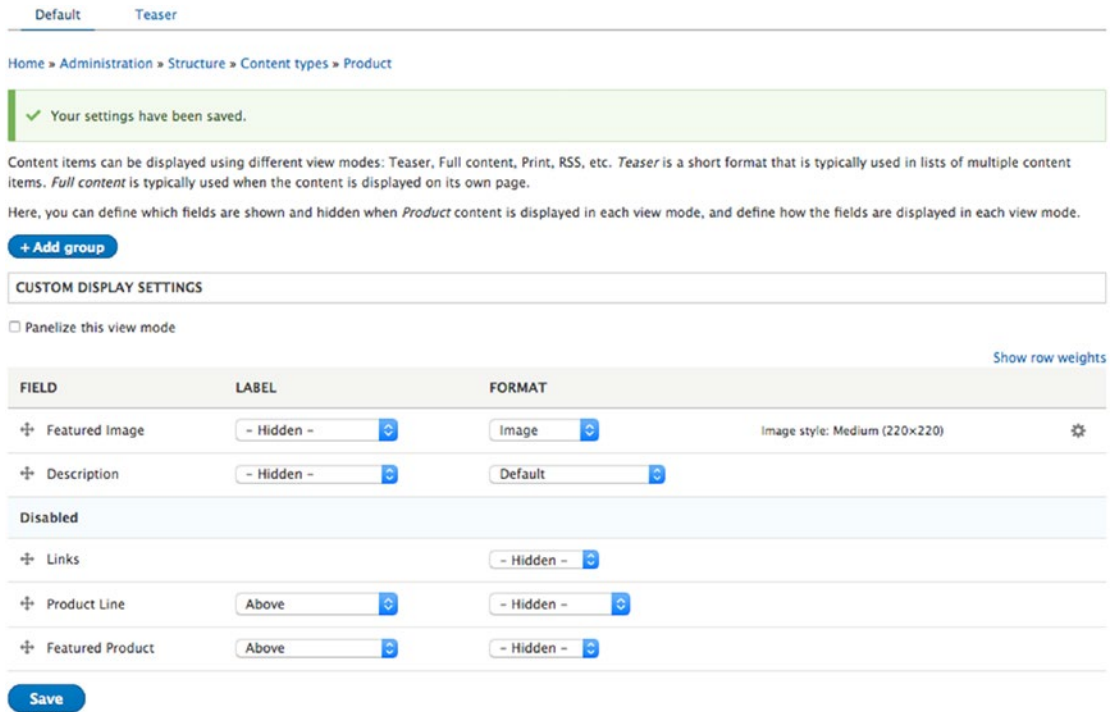 Default Teaser
Home » Administration » Structure » Content types » Product
Your settings have been saved.
Content items can be displayed using different view modes: Teaser, Full content, Print, RSS, etc. Teaser is a short format that is typically used in lists of multiple content
items. Full content is typically used when the content is displayed on its own page.
Here, you can define which fields are shown and hidden when Product content is displayed in each view mode, and define how the fields are displayed in each view mode.
+ Add group
CUSTOM DISPLAY SETTINGS
Panelize this view mode
Show row weights
FIELD LABEL FORMAT
Featured Image - Hidden - Image Image style: Medium (220×220)
Description - Hidden - Default
Disabled
Links - Hidden -
Product Line Above - Hidden -
Featured Product Above - Hidden -
Save